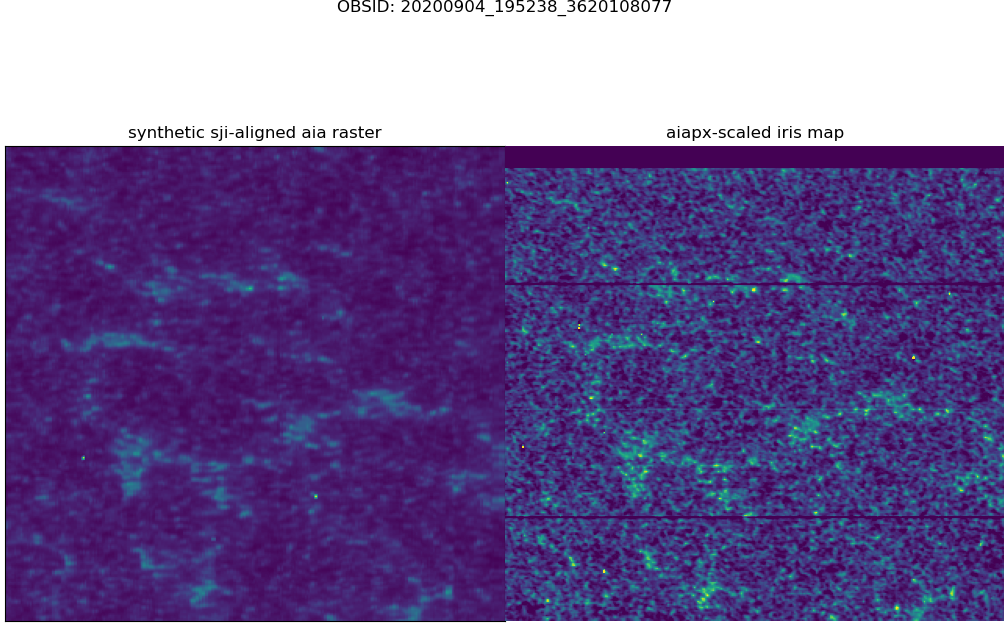 OBSID: 20200904_195238_3620108077
synthetic sji-aligned aia raster
aiapx-scaled iris map